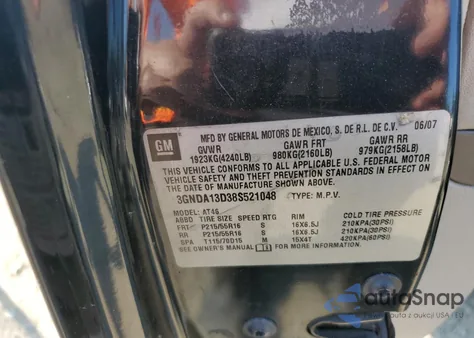 GM
MFD BY GENERAL MOTORS DE MEXICO, S. DE R.L. DE C.V. 06/07
GVWR GAWR FRT GAWR RR
1923KG(4240LB) 980KG(2160LB) 979KG(2158LB)
THIS VEHICLE CONFORMS TO ALL APPLICABLE U.S. FEDERAL MOTOR
VEHICLE SAFETY, AND THEFT PREVENTION STANDARDS IN EFFECT
ON THE DATE OF MANUFACTURE SHOWN ABOVE.
3GNDA13D38S521048 TYPE: M.P.V.
TIRE SIZE SPEED RTG RIM COLD TIRE PRESSURE
FRT P215/55R16 S 16X6.5J 210KPA(30PSI)
RR P215/55R16 S 16X6.5J 210KPA(30PSI)
SPA T115/70D15 M 15X4T 420KPA(60PSI)
SEE OWNER'S MANUAL FOR MORE INFORMATION.
autoSnap